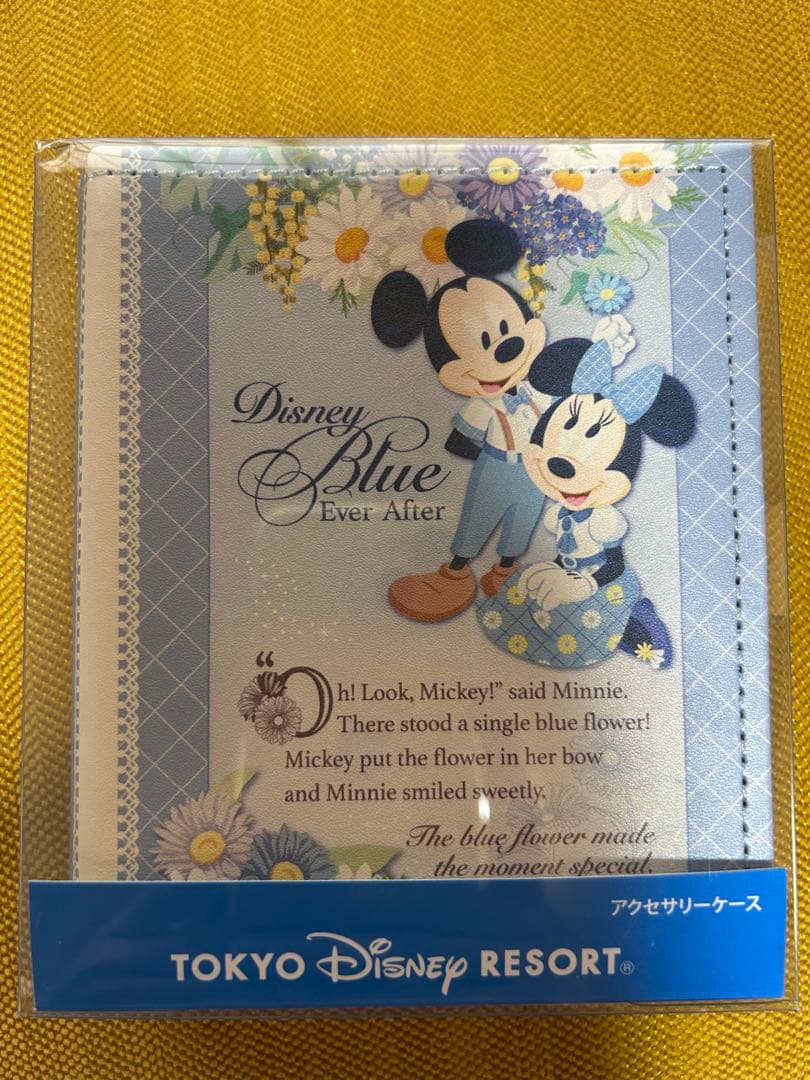 Disney
Blue
Ever After
“Oh! Look, Mickey!” said Minnie.
There stood a single blue flower!
Mickey put the flower in her bow
and Minnie smiled sweetly.
The blue flower made
the moment special.
アクセサリーケース
TOKYO Disney RESORT®